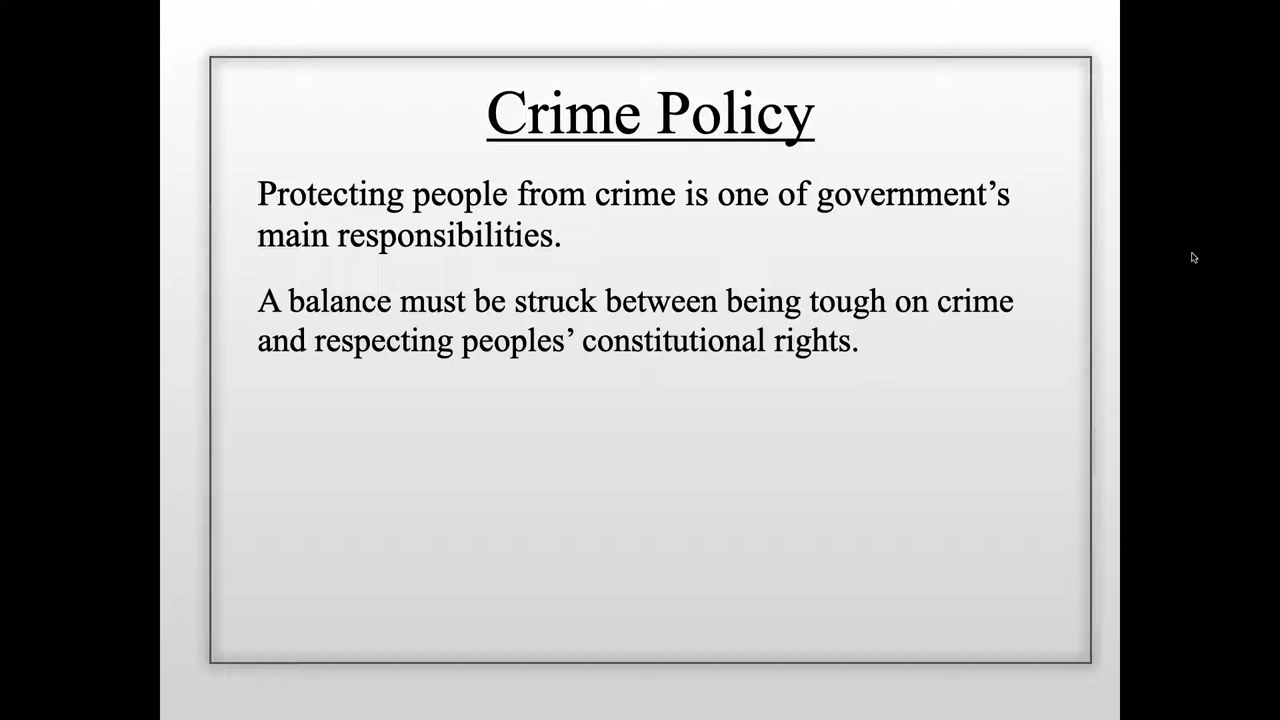 Crime Policy
Protecting people from crime is one of government’s
main responsibilities.
A balance must be struck between being tough on crime
and respecting peoples’ constitutional rights.